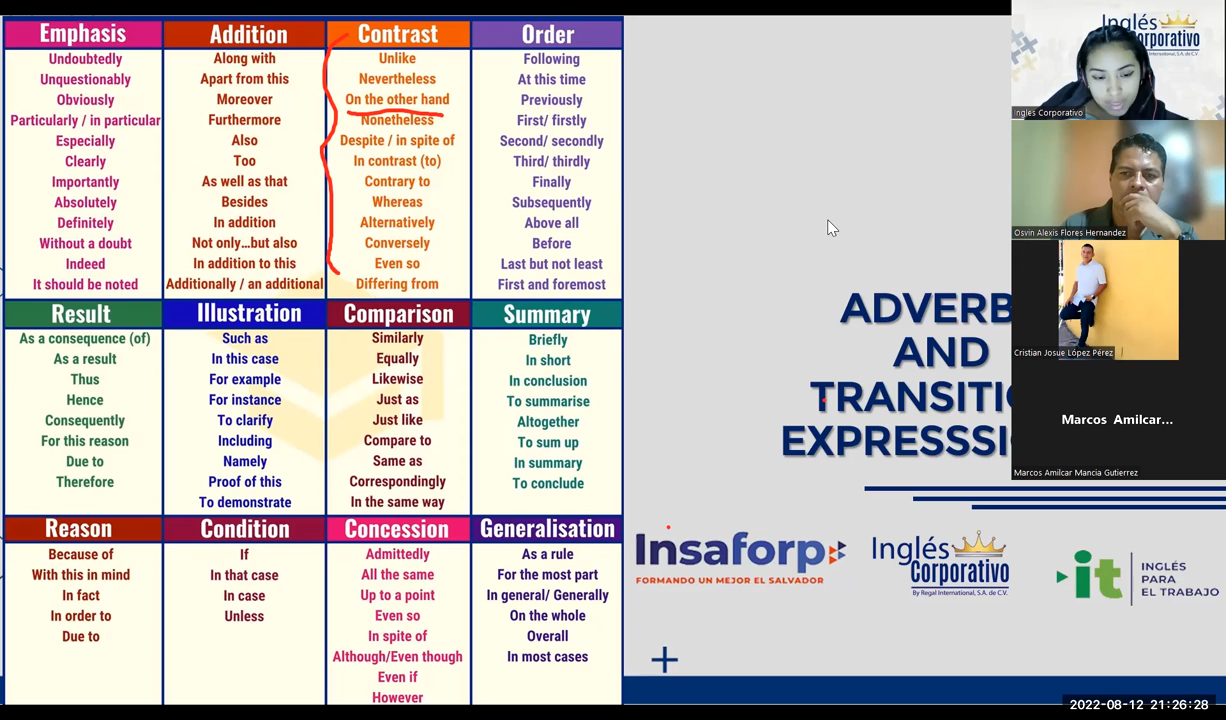 Emphasis
Undoubtedly
Unquestionably
Obviously
Particularly / in particular
Especially
Clearly
Importantly
Absolutely
Definitely
Without a doubt
Indeed
It should be noted
Addition
Along with
Apart from this
Moreover
Furthermore
Also
Too
As well as that
Besides
In addition
Not only...but also
In addition to this
Additionally / an additional
Contrast
Unlike
Nevertheless
On the other hand
Nonetheless
Despite / in spite of
In contrast (to)
Contrary to
Whereas
Alternatively
Conversely
Even so
Differing from
Order
Following
At this time
Previously
First/ firstly
Second/ secondly
Third/ thirdly
Finally
Subsequently
Above all
Before
Last but not least
First and foremost
Result
As a consequence (of)
As a result
Thus
Hence
Consequently
For this reason
Due to
Therefore
Illustration
Such as
In this case
For example
For instance
To clarify
Including
Namely
Proof of this
To demonstrate
Comparison
Similarly
Equally
Likewise
Just as
Just like
Compare to
Same as
Correspondingly
In the same way
Summary
Briefly
In short
In conclusion
To summarise
Altogether
To sum up
In summary
To conclude
Reason
Because of
With this in mind
In fact
In order to
Due to
Condition
If
In that case
In case
Unless
Concession
Admittedly
All the same
Up to a point
Even so
In spite of
Although/Even though
Even if
However
Generalisation
As a rule
For the most part
In general/ Generally
On the whole
Overall
In most cases
ADVERB
AND
TRANSITIO
EXPRESSSI
Insaforp
FORMANDO UN MEJOR EL SALVADOR
Inglés
Corporativo
By Regal International, S.A. de C.V.
it
INGLÉS
PARA
EL TRABAJO
Inglés
orporativo
nternational, S.A. de C.V.
Ingles Corporativo
Osvin Alexis Flores Hernandez
Cristian Josue López Pérez
Marcos Amilcar...
Marcos Amilcar Mancia Gutierrez
2022-08-12 21:26:28